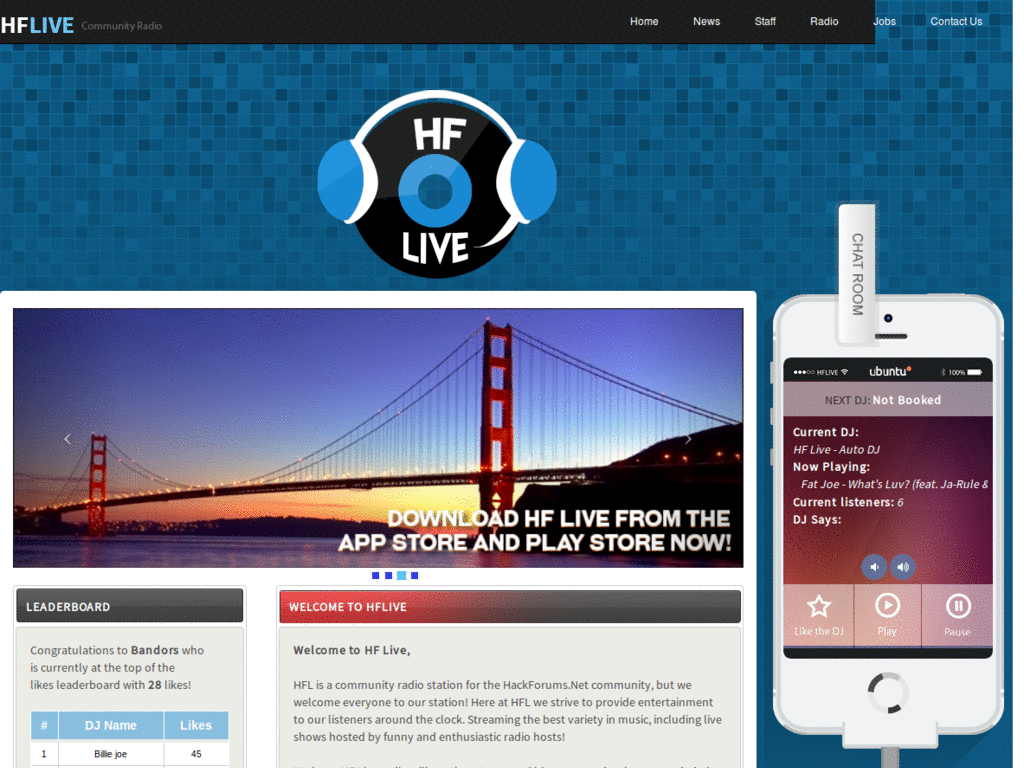 HFLIVE Community Radio
Home News Staff Radio Jobs Contact Us
HF
LIVE
CHAT ROOM
DOWNLOAD HF LIVE FROM THE
APP STORE AND PLAY STORE NOW!
HFLIVE ubuntu 100%
NEXT DJ: Not Booked
Current DJ:
HF Live - Auto DJ
Now Playing:
Fat Joe - What's Luv? (feat. Ja-Rule &
Current listeners: 6
DJ Says:
Like the DJ Play Pause
LEADERBOARD
Congratulations to Bandors who
is currently at the top of the
likes leaderboard with 28 likes!
# DJ Name Likes
1 Billie joe 45
WELCOME TO HFLIVE
Welcome to HF Live,
HFL is a community radio station for the HackForums.Net community, but we
welcome everyone to our station! Here at HFL we strive to provide entertainment
to our listeners around the clock. Streaming the best variety in music, including live
shows hosted by funny and enthusiastic radio hosts!